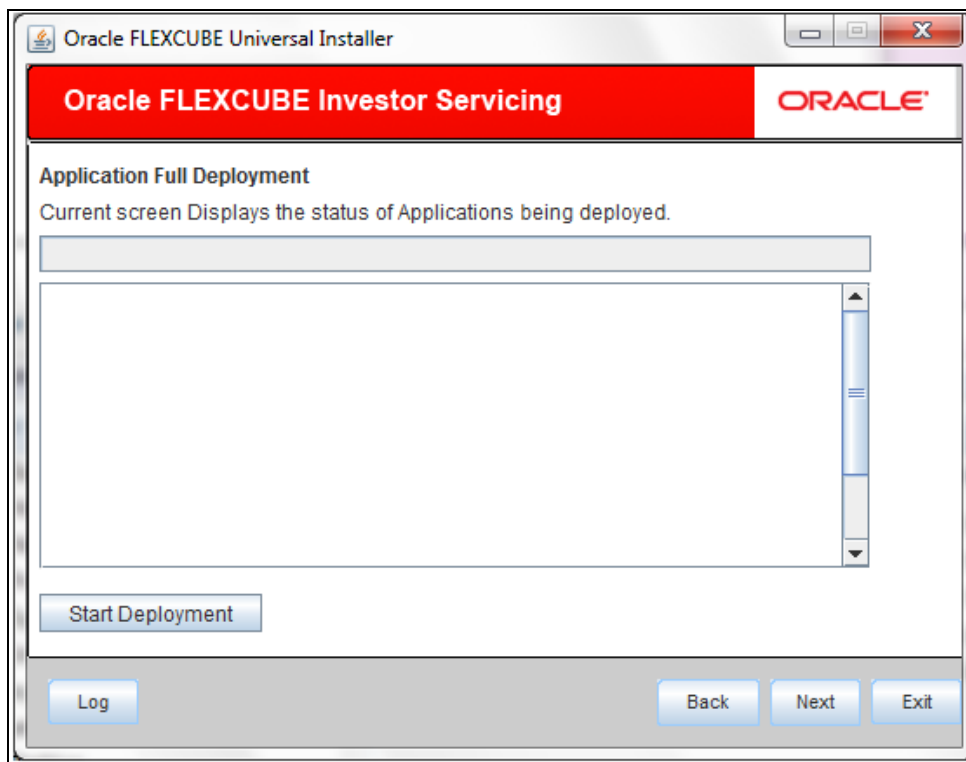 Oracle FLEXCUBE Universal Installer
Oracle FLEXCUBE Investor Servicing
ORACLE
Application Full Deployment
Current screen Displays the status of Applications being deployed.
Start Deployment
Log
Back
Next
Exit